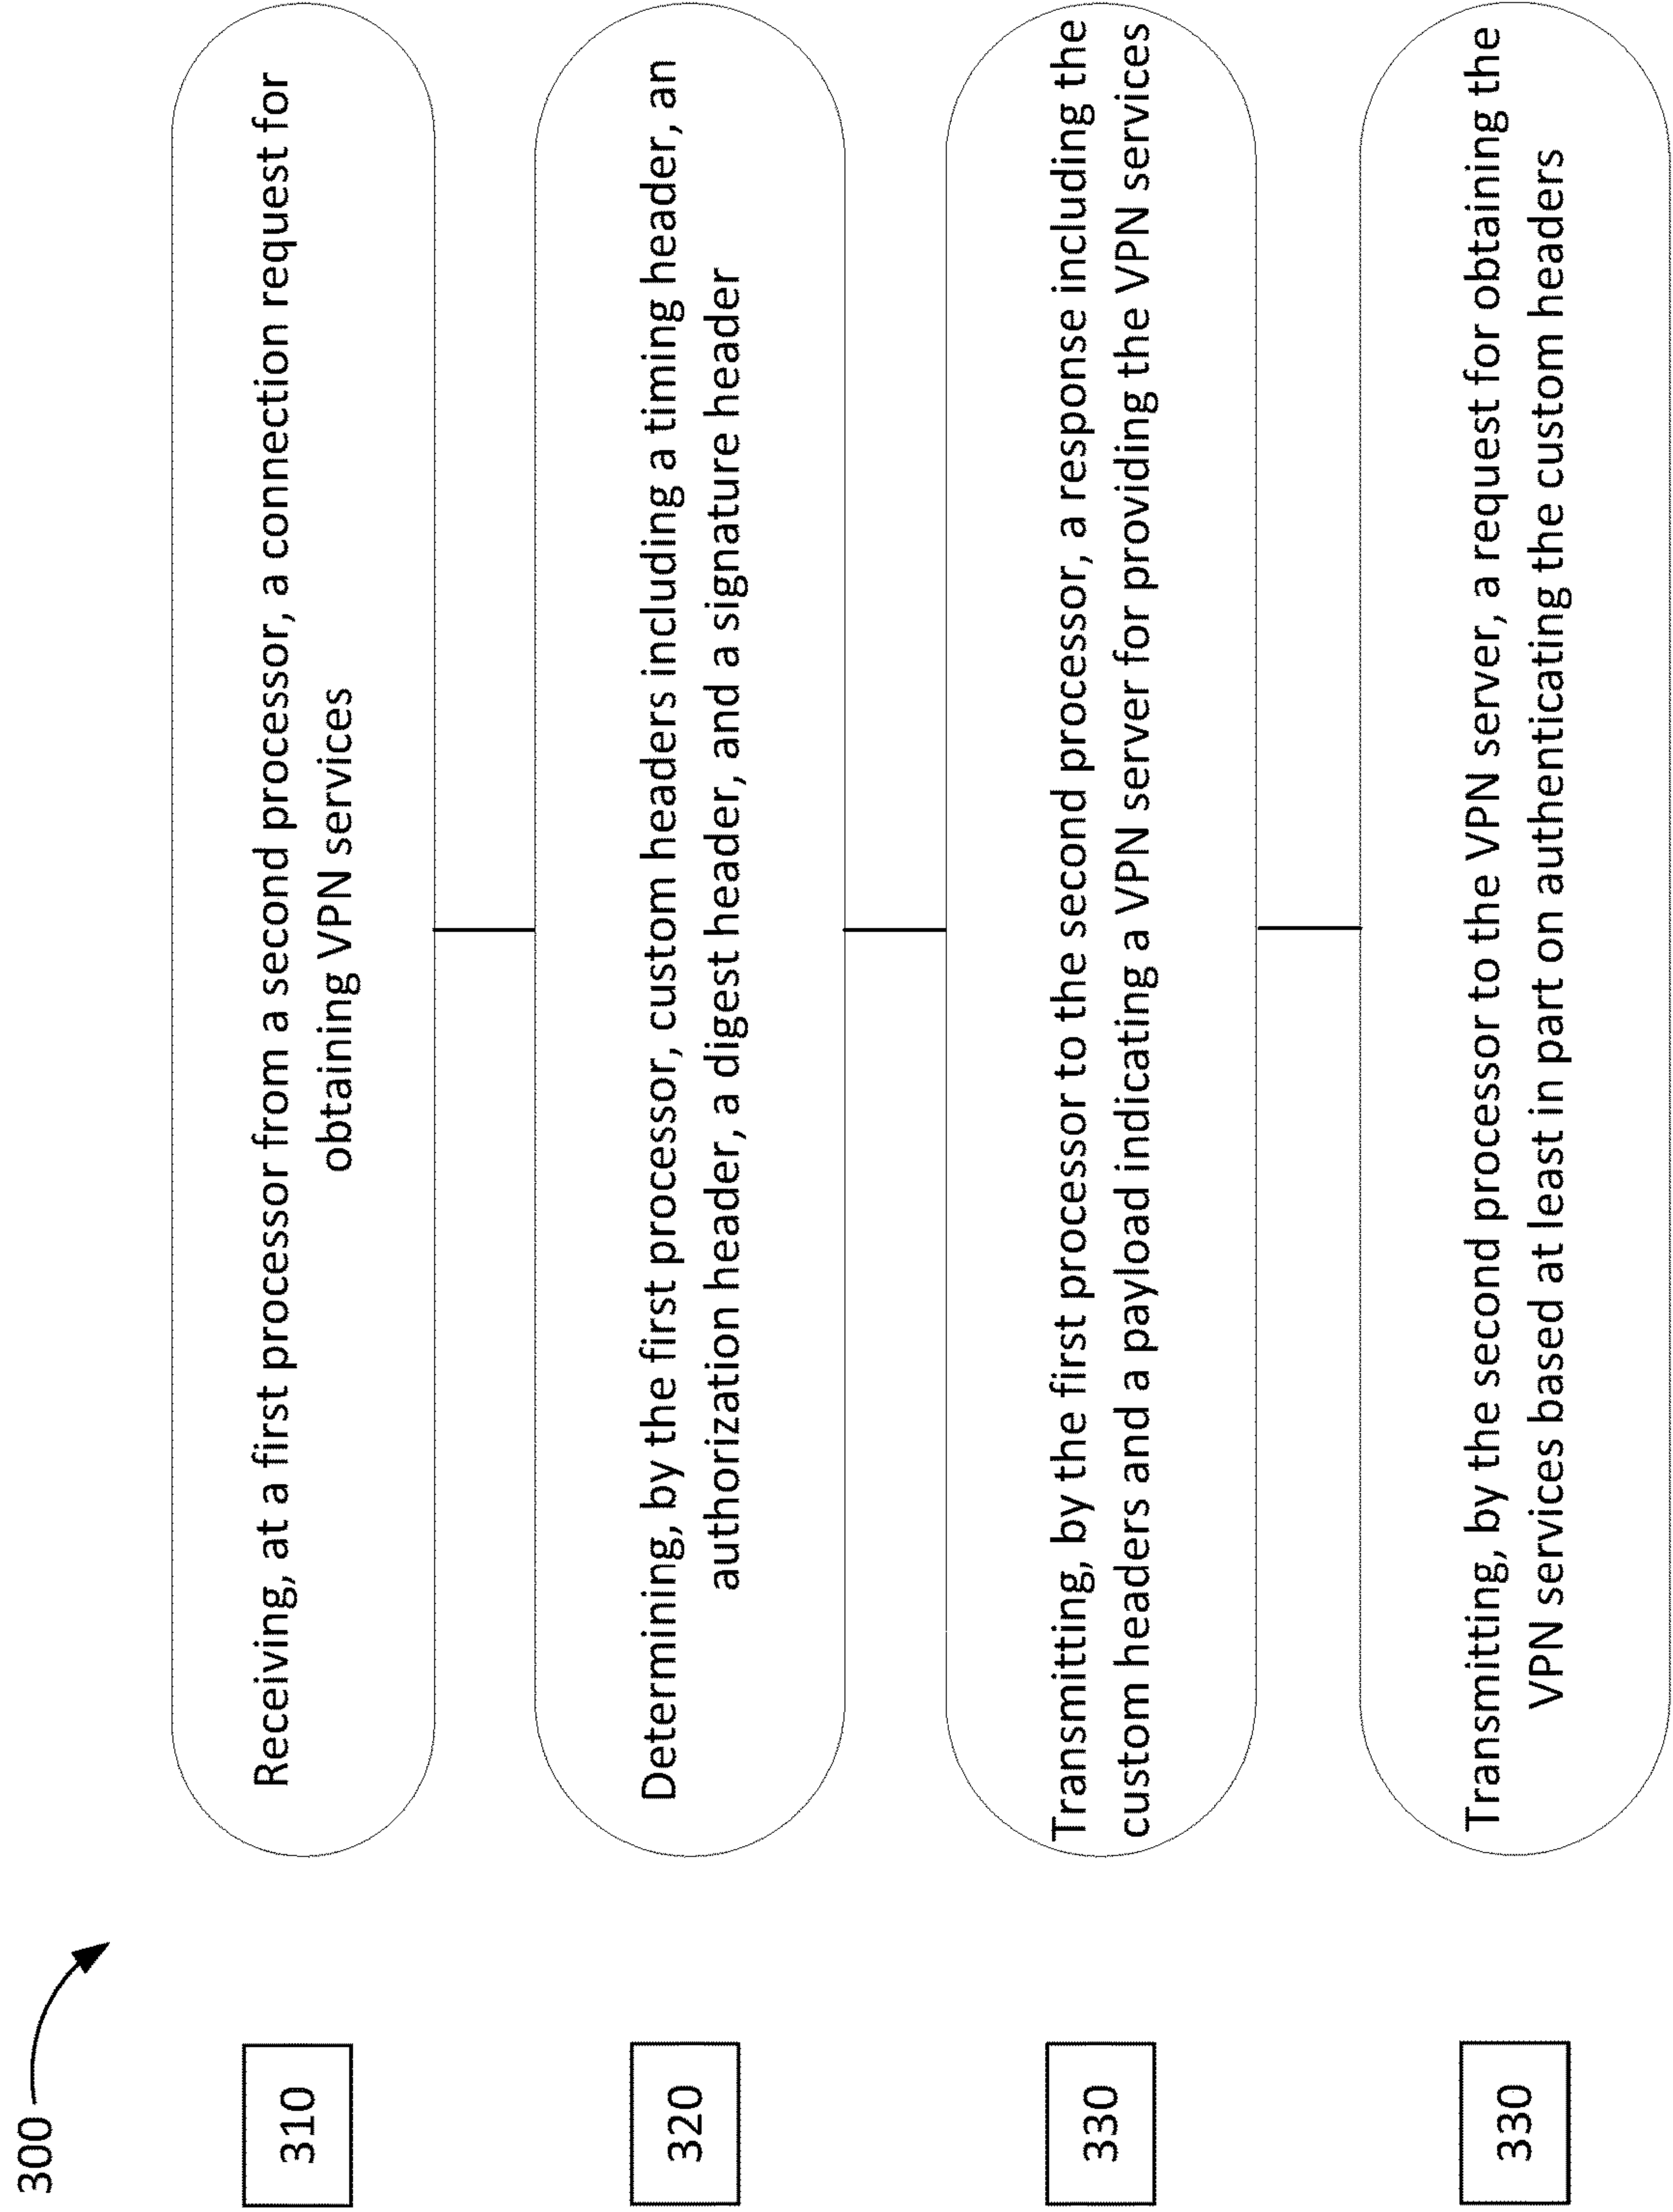 300
310
Receiving, at a first processor from a second processor, a connection request for
obtaining VPN services
320
Determining, by the first processor, custom headers including a timing header, an
authorization header, a digest header, and a signature header
330
Transmitting, by the first processor to the second processor, a response including the
custom headers and a payload indicating a VPN server for providing the VPN services
330
Transmitting, by the second processor to the VPN server, a request for obtaining the
VPN services based at least in part on authenticating the custom headers